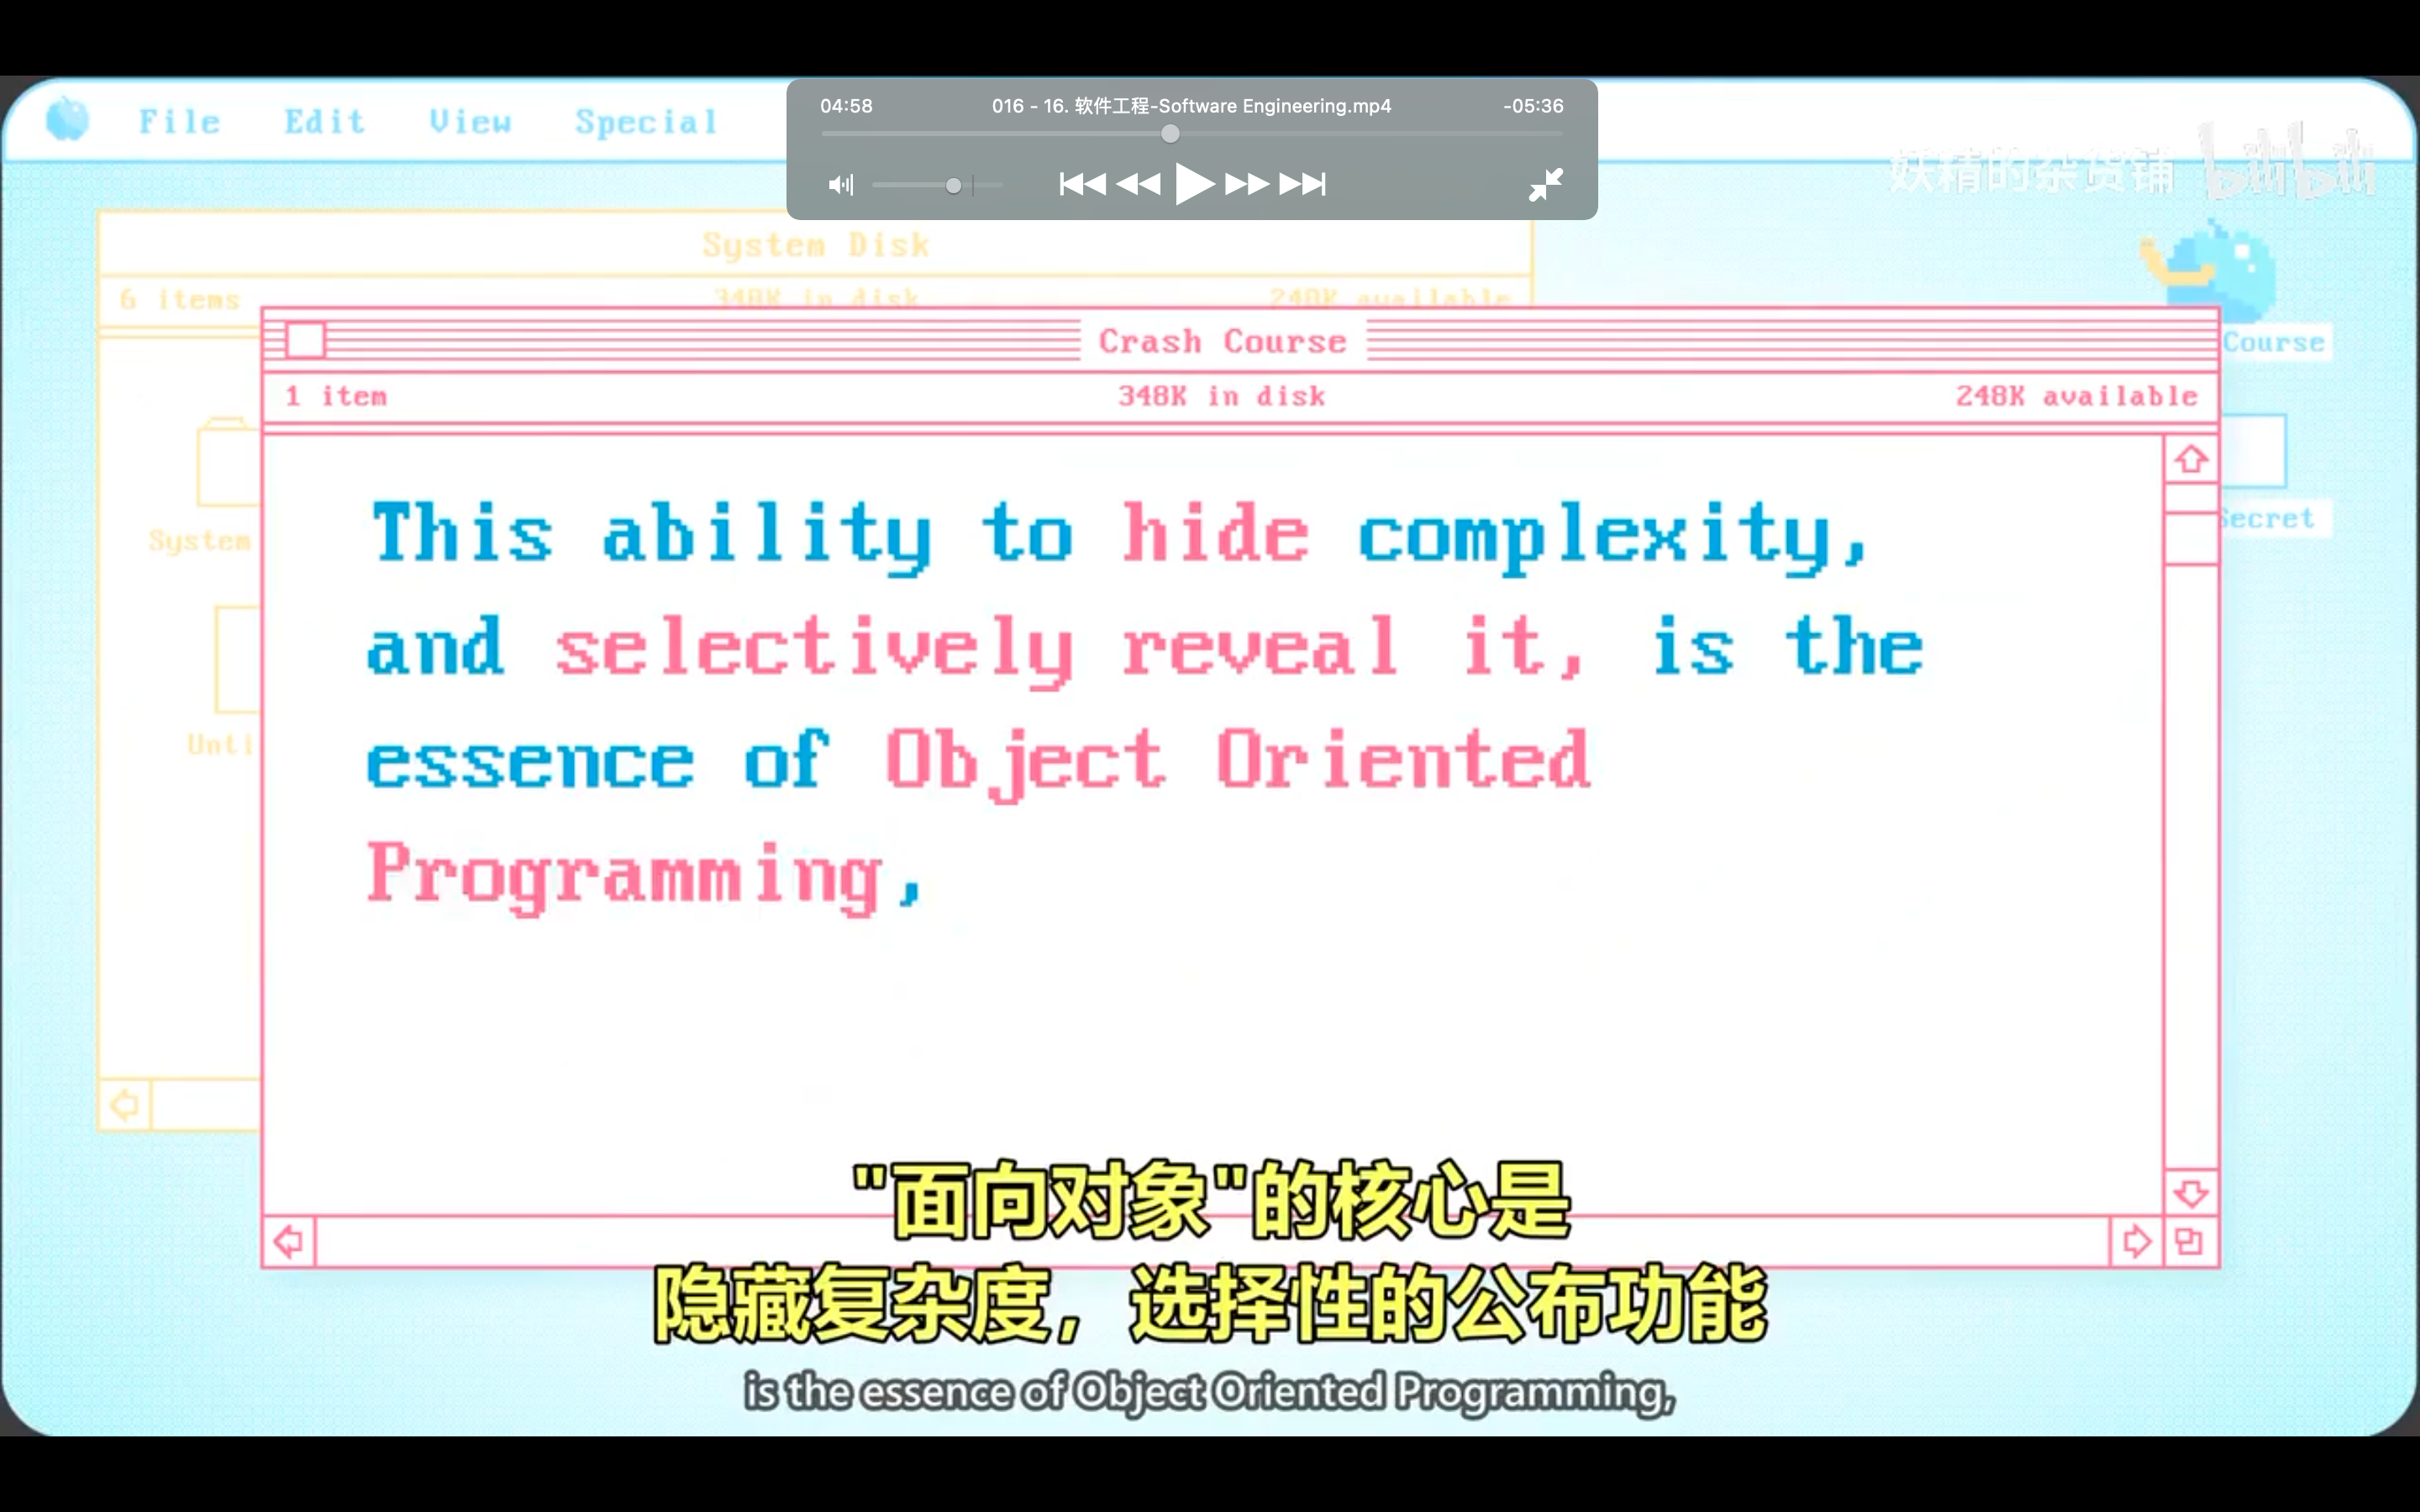 04:58 016 - 16. 软件工程-Software Engineering.mp4 -05:36
File Edit View Special
妖精的杂货铺 bilibili
System Disk
6 items 348K in disk 248K available
Crash Course
Course
1 item 348K in disk 248K available
This ability to hide complexity,
and selectively reveal it, is the
essence of Object Oriented
Programming,
System
Secret
Unti
"面向对象"的核心是
隐藏复杂度，选择性的公布功能
is the essence of Object Oriented Programming,